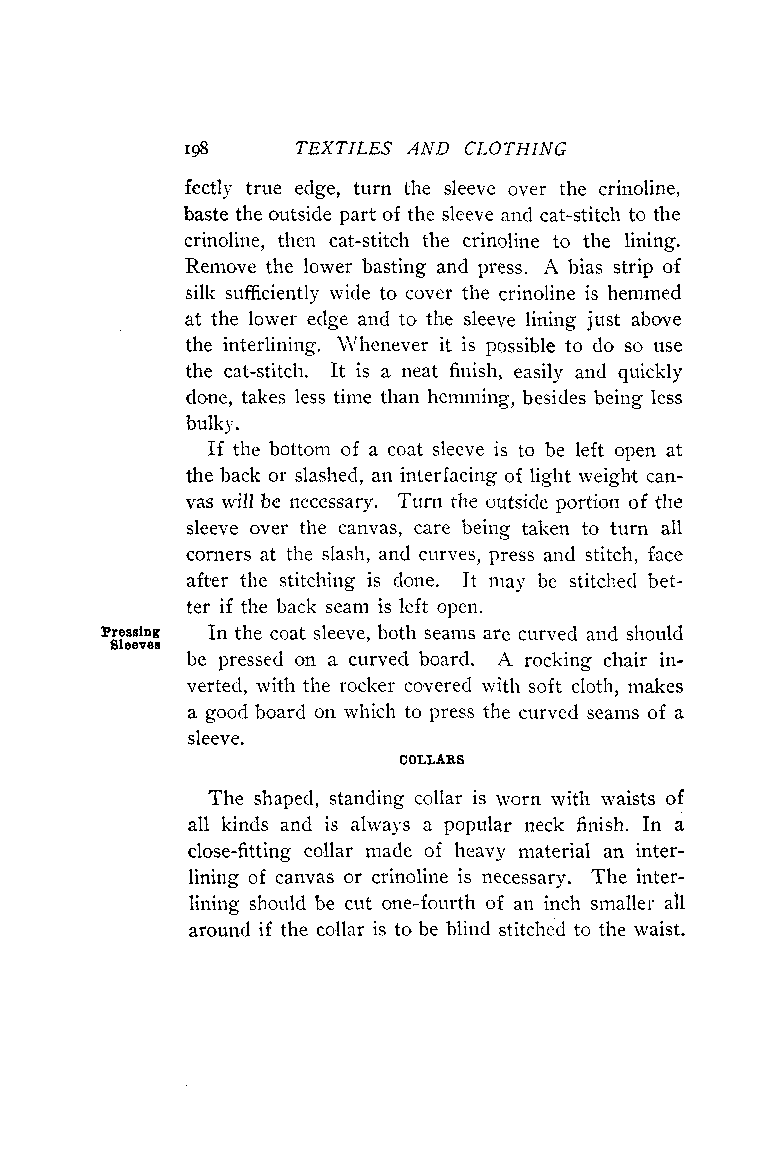 198 TEXTILES AND CLOTHING
fectly true edge, turn the sleeve over the crinoline,
baste the outside part of the sleeve and cat-stitch to the
crinoline, then cat-stitch the crinoline to the lining.
Remove the lower basting and press. A bias strip of
silk sufficiently wide to cover the crinoline is hemmed
at the lower edge and to the sleeve lining just above
the interlining. Whenever it is possible to do so use
the cat-stitch. It is a neat finish, easily and quickly
done, takes less time than hemming, besides being less
bulky.
If the bottom of a coat sleeve is to be left open at
the back or slashed, an interfacing of light weight can-
vas will be necessary. Turn the outside portion of the
sleeve over the canvas, care being taken to turn all
corners at the slash, and curves, press and stitch, face
after the stitching is done. It may be stitched bet-
ter if the back seam is left open.
Pressing
Sleeves
In the coat sleeve, both seams are curved and should
be pressed on a curved board. A rocking chair in-
verted, with the rocker covered with soft cloth, makes
a good board on which to press the curved seams of a
sleeve.
COLLARS
The shaped, standing collar is worn with waists of
all kinds and is always a popular neck finish. In a
close-fitting collar made of heavy material an inter-
lining of canvas or crinoline is necessary. The inter-
lining should be cut one-fourth of an inch smaller all
around if the collar is to be blind stitched to the waist.